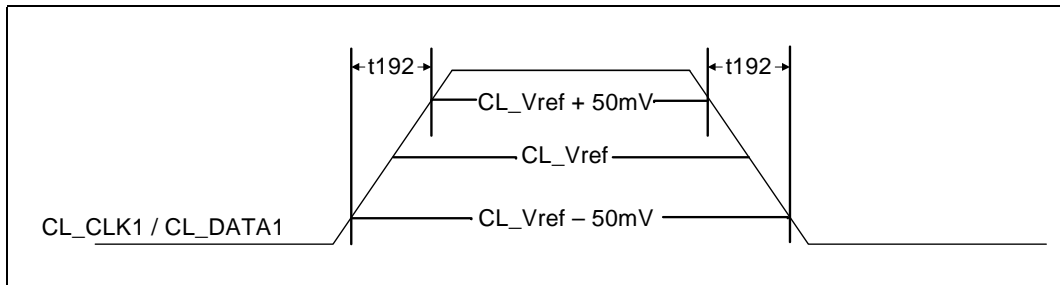 t192
t192
CL_Vref + 50mV
CL_Vref
CL_Vref – 50mV
CL_CLK1 / CL_DATA1